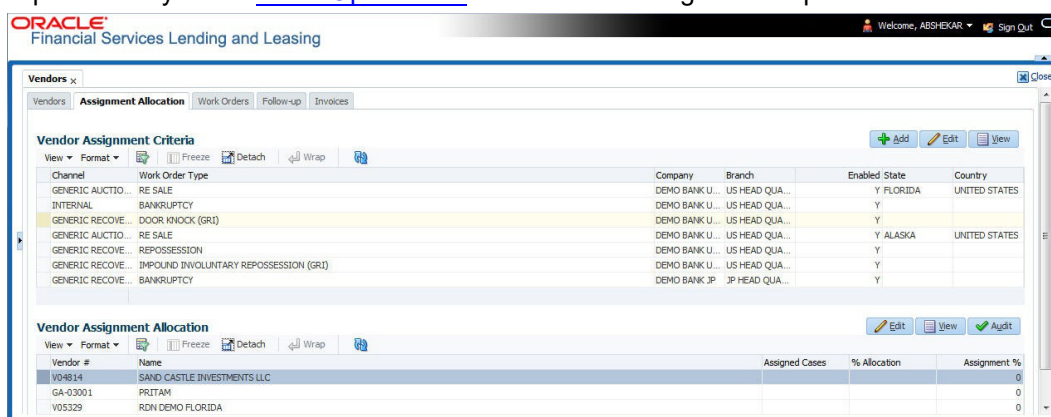 ORACLE
Financial Services Lending and Leasing
Welcome, ABSHEKAR Sign Out
Vendors x Close
Vendors Assignment Allocation Work Orders Follow-up Invoices
Vendor Assignment Criteria Add Edit View
View Format Freeze Detach Wrap
Channel Work Order Type Company Branch Enabled State Country
GENERIC AUCTIO... RE SALE DEMO BANK U... US HEAD QUA... Y FLORIDA UNITED STATES
INTERNAL BANKRUPTCY DEMO BANK U... US HEAD QUA... Y
GENERIC RECOVE... DOOR KNOCK (GRI) DEMO BANK U... US HEAD QUA... Y
GENERIC AUCTIO... RE SALE DEMO BANK U... US HEAD QUA... Y ALASKA UNITED STATES
GENERIC RECOVE... REPOSSESSION DEMO BANK U... US HEAD QUA... Y
GENERIC RECOVE... IMPOUND INVOLUNTARY REPOSSESSION (GRI) DEMO BANK U... US HEAD QUA... Y
GENERIC RECOVE... BANKRUPTCY DEMO BANK JP JP HEAD QUA... Y
Vendor Assignment Allocation Edit View Audit
View Format Freeze Detach Wrap
Vendor # Name Assigned Cases % Allocation Assignment %
V04814 SAND CASTLE INVESTMENTS LLC 0
GA-03001 PRITAM 0
V05329 RDN DEMO FLORIDA 0